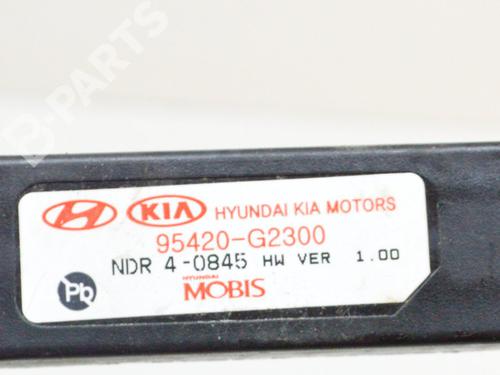 B-PARTS
KIA HYUNDAI KIA MOTORS
95420-G2300
NDR 4-0845 HW VER 1.00
Pb HYUNDAI
MOBIS